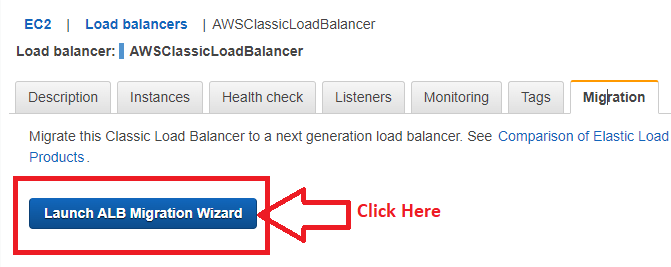 EC2 | Load balancers | AWSClassicLoadBalancer
Load balancer: AWSClassicLoadBalancer
Description Instances Health check Listeners Monitoring Tags Migration
Migrate this Classic Load Balancer to a next generation load balancer. See Comparison of Elastic Load
Products.
Launch ALB Migration Wizard Click Here